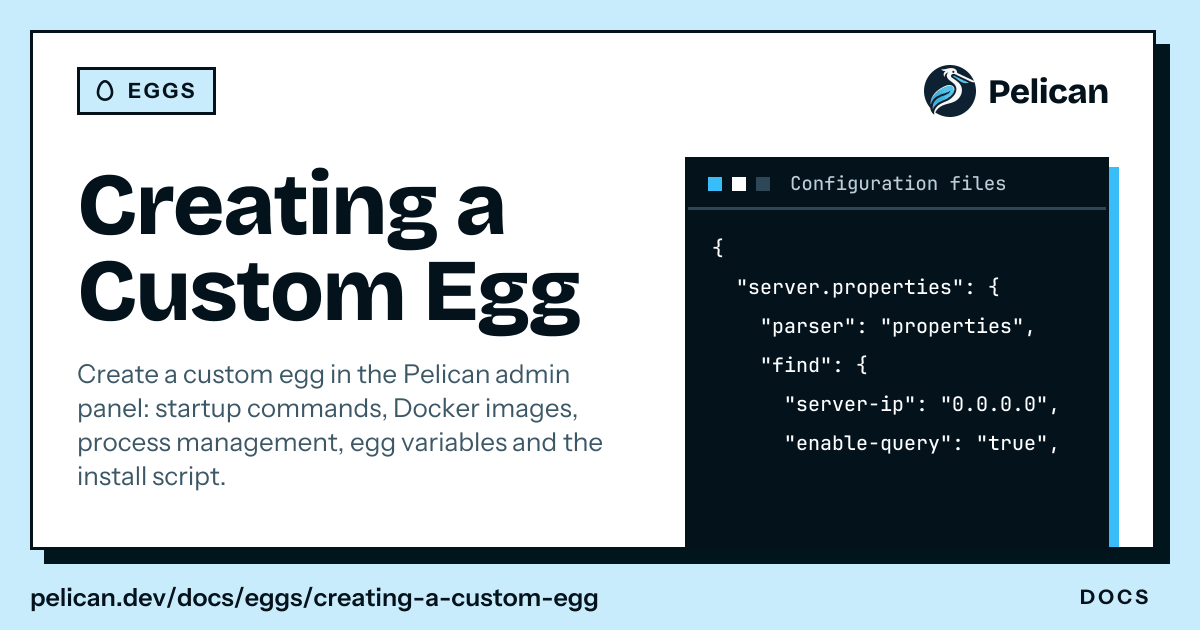 EGGS
Pelican
Creating a
Custom Egg
Create a custom egg in the Pelican admin
panel: startup commands, Docker images,
process management, egg variables and the
install script.
Configuration files
{
  "server.properties": {
    "parser": "properties",
    "find": {
      "server-ip": "0.0.0.0",
      "enable-query": "true",
pelican.dev/docs/eggs/creating-a-custom-egg
DOCS